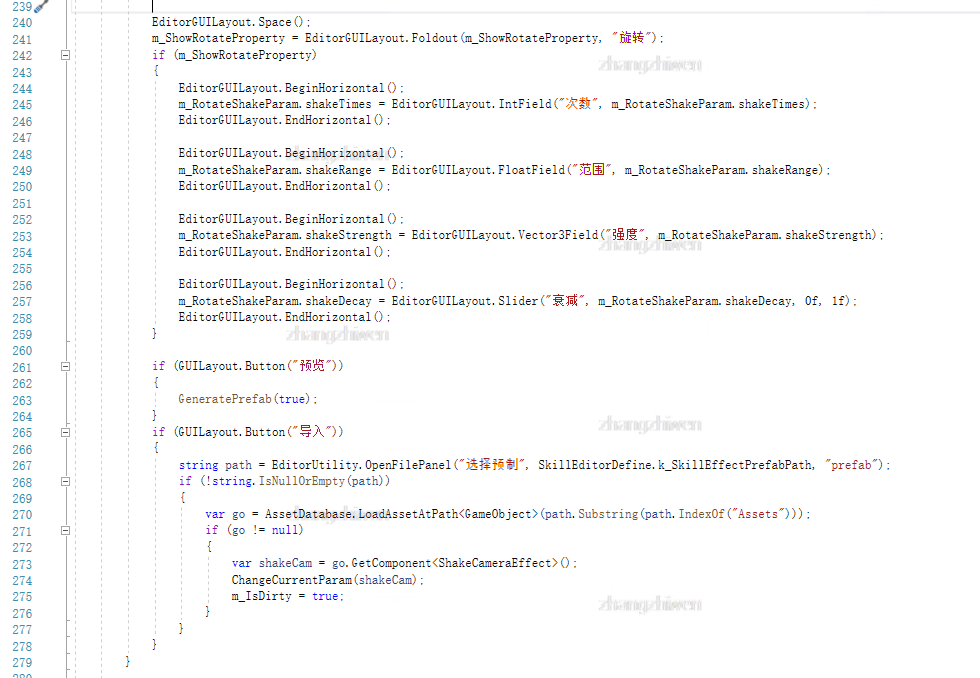 239
240 EditorGUILayout.Space();
241 m_ShowRotateProperty = EditorGUILayout.Foldout(m_ShowRotateProperty, "旋转");
242 if (m_ShowRotateProperty)
243 {
244 EditorGUILayout.BeginHorizontal();
245 m_RotateShakeParam.shakeTimes = EditorGUILayout.IntField("次数", m_RotateShakeParam.shakeTimes);
246 EditorGUILayout.EndHorizontal();
247
248 EditorGUILayout.BeginHorizontal();
249 m_RotateShakeParam.shakeRange = EditorGUILayout.FloatField("范围", m_RotateShakeParam.shakeRange);
250 EditorGUILayout.EndHorizontal();
251
252 EditorGUILayout.BeginHorizontal();
253 m_RotateShakeParam.shakeStrength = EditorGUILayout.Vector3Field("强度", m_RotateShakeParam.shakeStrength);
254 EditorGUILayout.EndHorizontal();
255
256 EditorGUILayout.BeginHorizontal();
257 m_RotateShakeParam.shakeDecay = EditorGUILayout.Slider("衰减", m_RotateShakeParam.shakeDecay, 0f, 1f);
258 EditorGUILayout.EndHorizontal();
259 }
260
261 if (GUILayout.Button("预览"))
262 {
263 GeneratePrefab(true);
264 }
265 if (GUILayout.Button("导入"))
266 {
267 string path = EditorUtility.OpenFilePanel("选择预制", SkillEditorDefine.k_SkillEffectPrefabPath, "prefab");
268 if (!string.IsNullOrEmpty(path))
269 {
270 var go = AssetDatabase.LoadAssetAtPath<GameObject>(path.Substring(path.IndexOf("Assets")));
271 if (go != null)
272 {
273 var shakeCam = go.GetComponent<ShakeCameraEffect>();
274 ChangeCurrentParam(shakeCam);
275 m_IsDirty = true;
276 }
277 }
278 }
279 }
zhangzhiwen
zhangzhiwen
zhangzhiwen
zhangzhiwen
zhangzhiwen
zhangzhiwen
zhangzhiwen